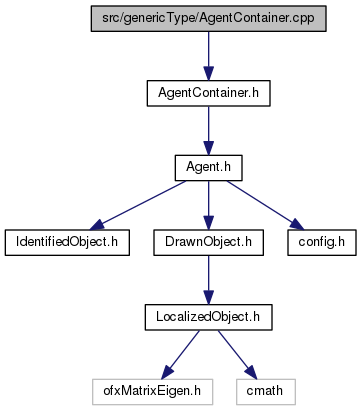 src/genericType/AgentContainer.cpp
AgentContainer.h
Agent.h
IdentifiedObject.h
DrawnObject.h
config.h
LocalizedObject.h
ofxMatrixEigen.h
cmath